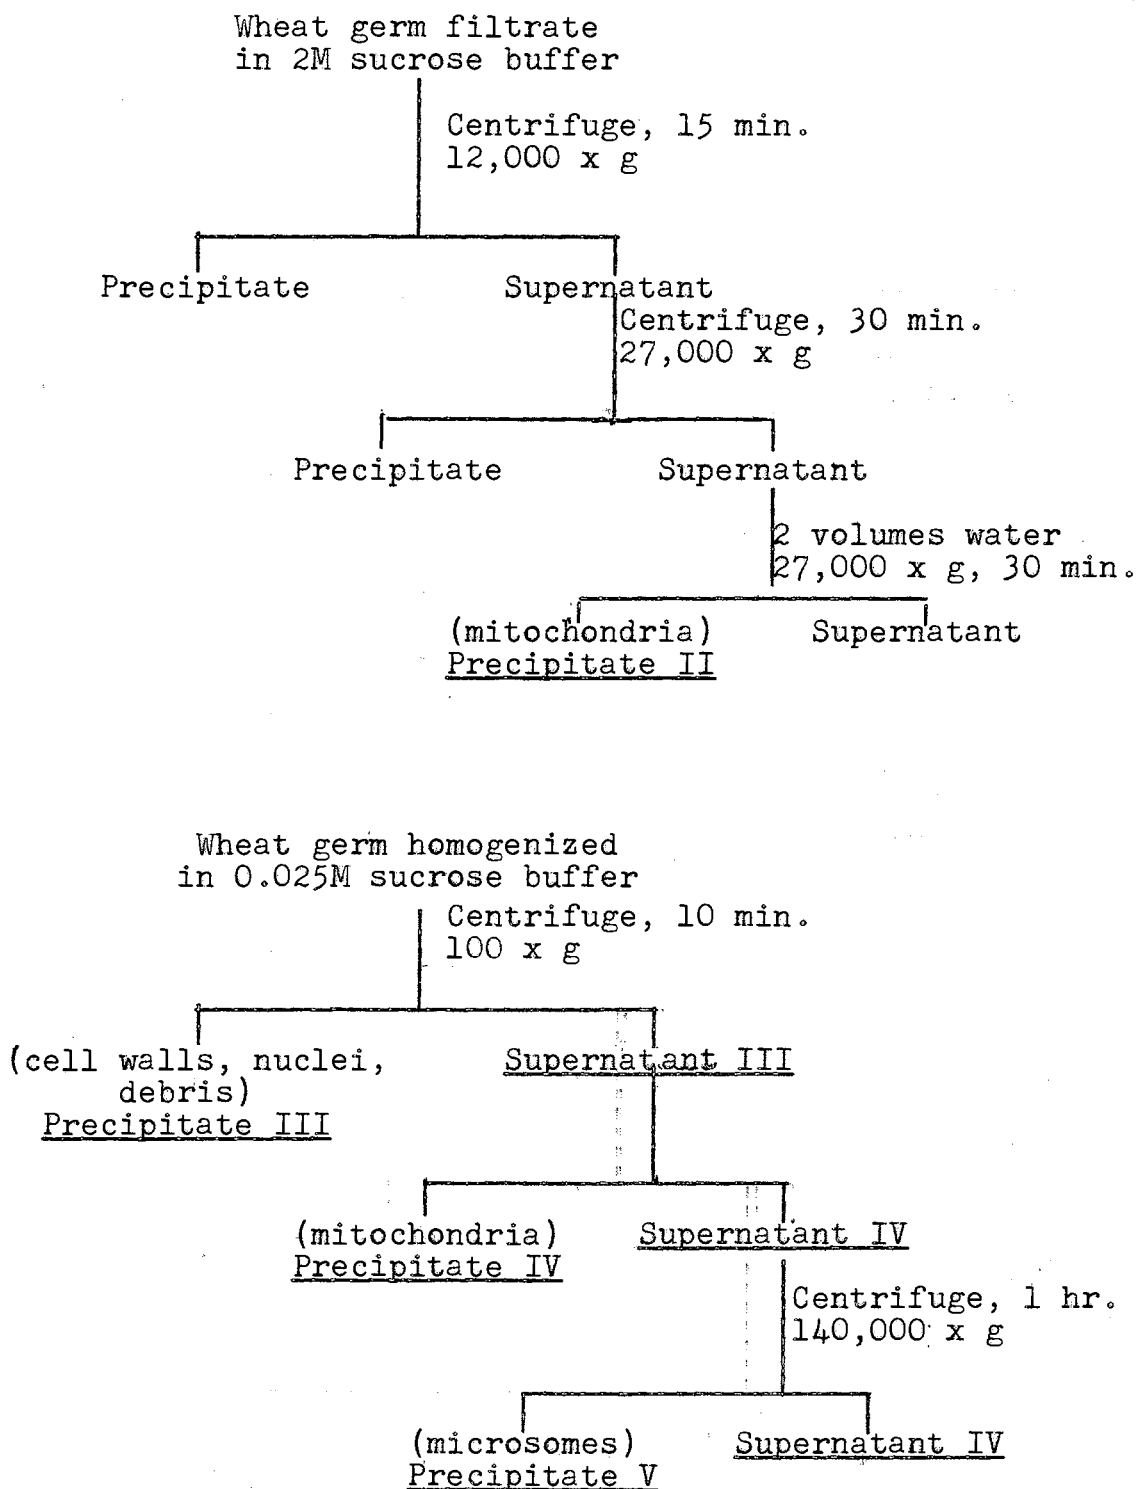 Wheat germ filtrate
in 2M sucrose buffer
Centrifuge, 15 min.
12,000 x g
Precipitate
Supernatant
Centrifuge, 30 min.
27,000 x g
Precipitate
Supernatant
2 volumes water
27,000 x g, 30 min.
(mitochondria)
Precipitate II
Supernatant
Wheat germ homogenized
in 0.025M sucrose buffer
Centrifuge, 10 min.
100 x g
(cell walls, nuclei,
debris)
Precipitate III
Supernatant III
(mitochondria)
Precipitate IV
Supernatant IV
Centrifuge, 1 hr.
140,000 x g
(microsomes)
Precipitate V
Supernatant IV